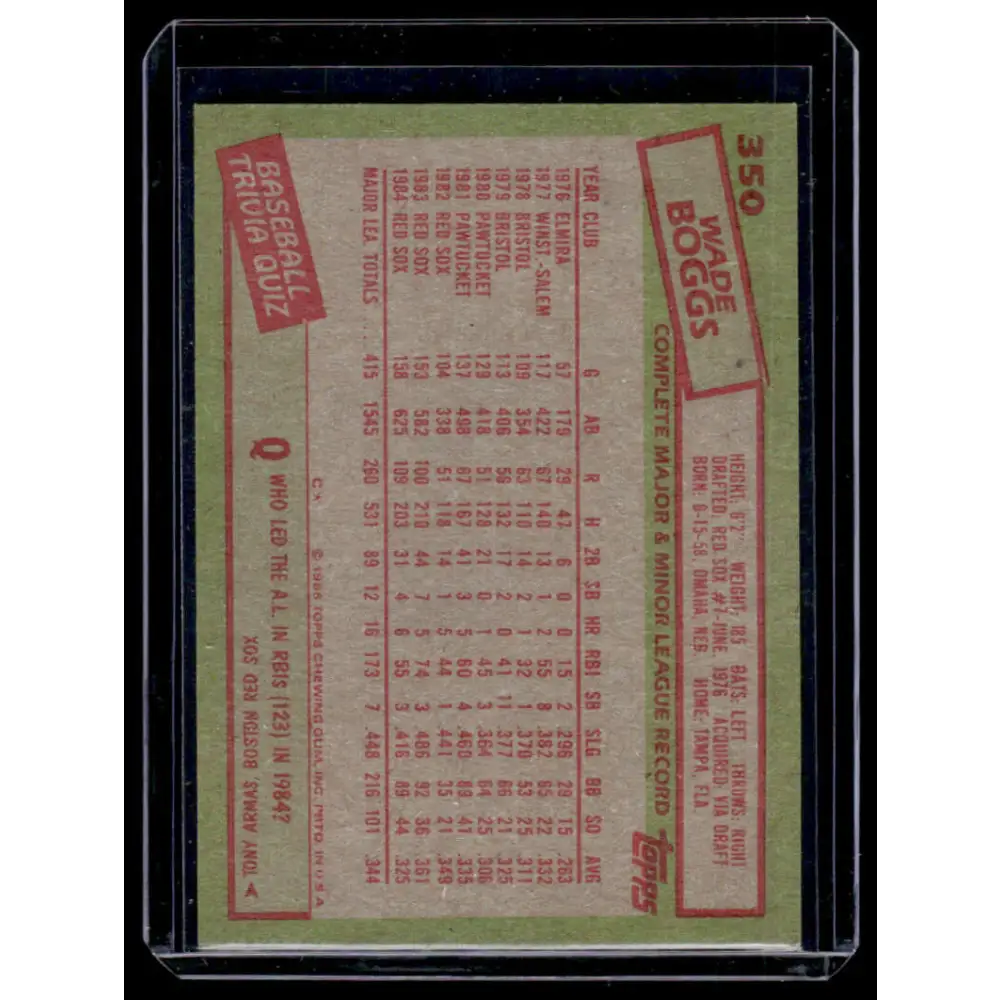 350
WADE
BOGGS
HEIGHT: 6'2" WEIGHT: 185 BATS: LEFT THROWS: RIGHT
DRAFTED: RED SOX #7-JUNE, 1976 ACQUIRED: VIA DRAFT
BORN: 6-15-58, OMAHA, NEB. HOME: TAMPA, FLA.
COMPLETE MAJOR & MINOR LEAGUE RECORD topps
YEAR CLUB G AB R H 2B 3B HR RBI SB SLG BB SO AVG
1976 ELMIRA 57 179 29 47 6 0 0 15 2 .296 29 15 .263
1977 WINST.-SALEM 117 422 67 140 13 1 2 55 8 .382 65 22 .332
1978 BRISTOL 109 354 63 110 14 2 1 32 1 .370 53 25 .311
1979 BRISTOL 113 406 56 132 17 2 0 41 11 .377 66 21 .325
1980 PAWTUCKET 129 418 51 128 21 0 1 45 3 .364 64 25 .306
1981 PAWTUCKET 137 498 67 167 41 3 5 60 4 .460 89 41 .335
1982 RED SOX 104 338 51 118 14 1 5 44 1 .441 35 21 .349
1983 RED SOX 153 582 100 210 44 7 5 74 3 .486 92 36 .361
1984 RED SOX 158 625 109 203 31 4 6 55 3 .416 89 44 .325
MAJOR LEA. TOTALS ... 415 1545 260 531 89 12 16 173 7 .448 216 101 .344
C* © 1985 TOPPS CHEWING GUM, INC. PRTD. IN U.S.A.
BASEBALL
TRIVIA QUIZ
Q WHO LED THE A.L. IN RBIS (123) IN 1984?
TONY ARMAS, BOSTON RED SOX A